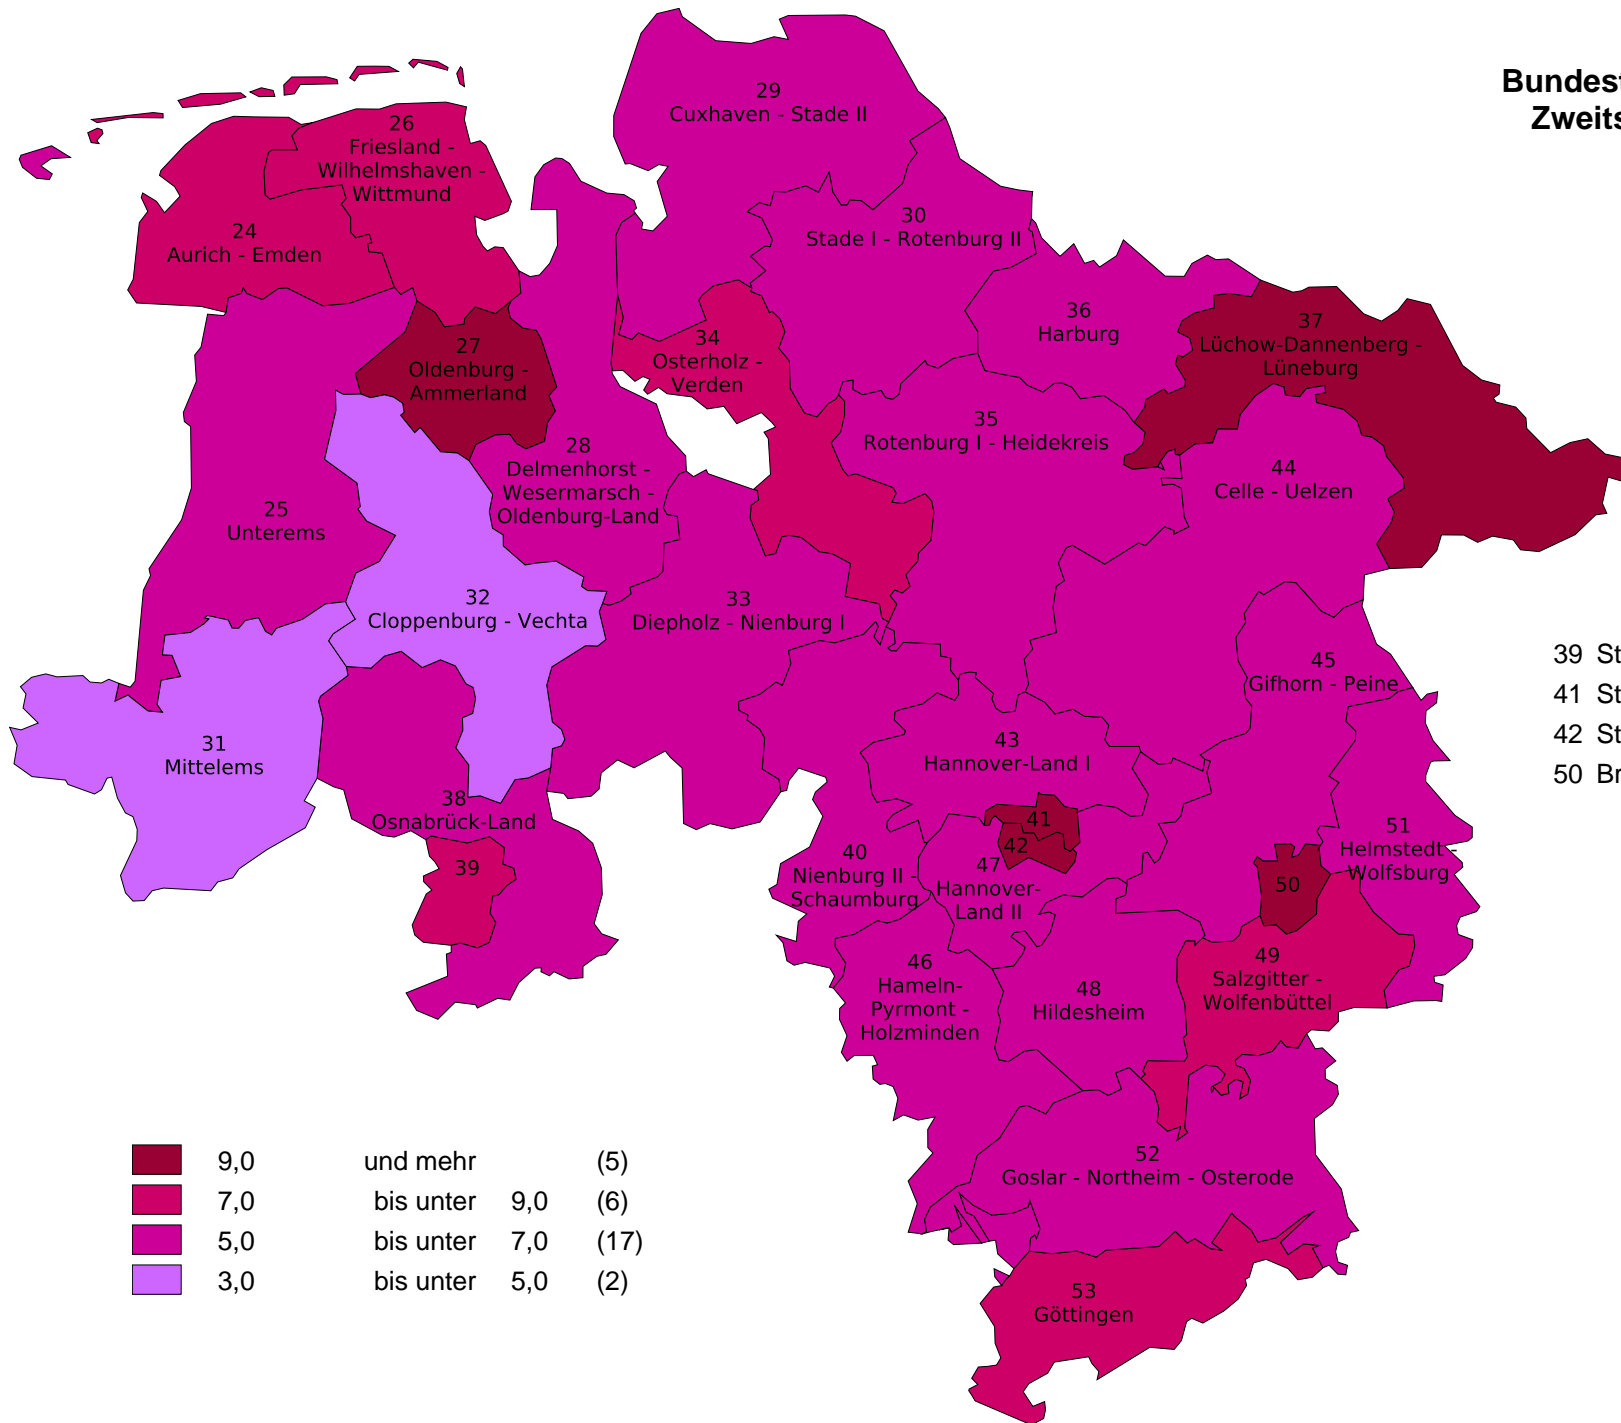 Bundest
Zweits
29
Cuxhaven - Stade II
26
Friesland -
Wilhelmshaven -
Wittmund
24
Aurich - Emden
30
Stade I - Rotenburg II
36
Harburg
37
Lüchow-Dannenberg -
Lüneburg
27
Oldenburg -
Ammerland
34
Osterholz -
Verden
35
Rotenburg I - Heidekreis
28
Delmenhorst -
Wesermarsch -
Oldenburg-Land
44
Celle - Uelzen
25
Unterems
32
Cloppenburg - Vechta
33
Diepholz - Nienburg I
45
Gifhorn - Peine
39 St
41 St
42 St
50 Br
31
Mittelems
43
Hannover-Land I
38
Osnabrück-Land
39
41
42
40
Nienburg II -
Schaumburg
47
Hannover-
Land II
51
Helmstedt -
Wolfsburg
50
46
Hameln-
Pyrmont -
Holzminden
48
Hildesheim
49
Salzgitter -
Wolfenbüttel
52
Goslar - Northeim - Osterode
53
Göttingen
9,0 und mehr (5)
7,0 bis unter 9,0 (6)
5,0 bis unter 7,0 (17)
3,0 bis unter 5,0 (2)